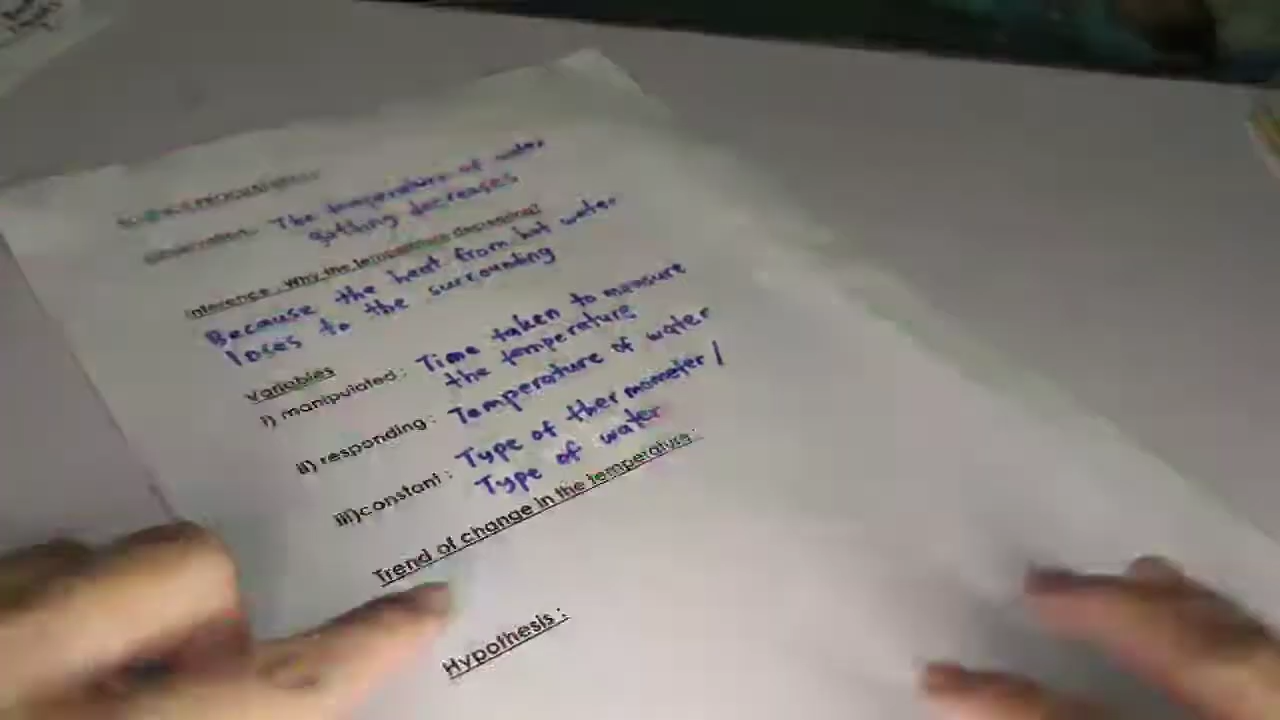 Observation: The temperature of water
getting decreases
Inference: Why the temperature decreasing?
Because the heat from hot water
loses to the surrounding
Variables
i) manipulated : Time taken to measure
the temperature
ii) responding : Temperature of water
iii)constant : Type of thermometer /
Type of water
Trend of change in the temperature :
Hypothesis :